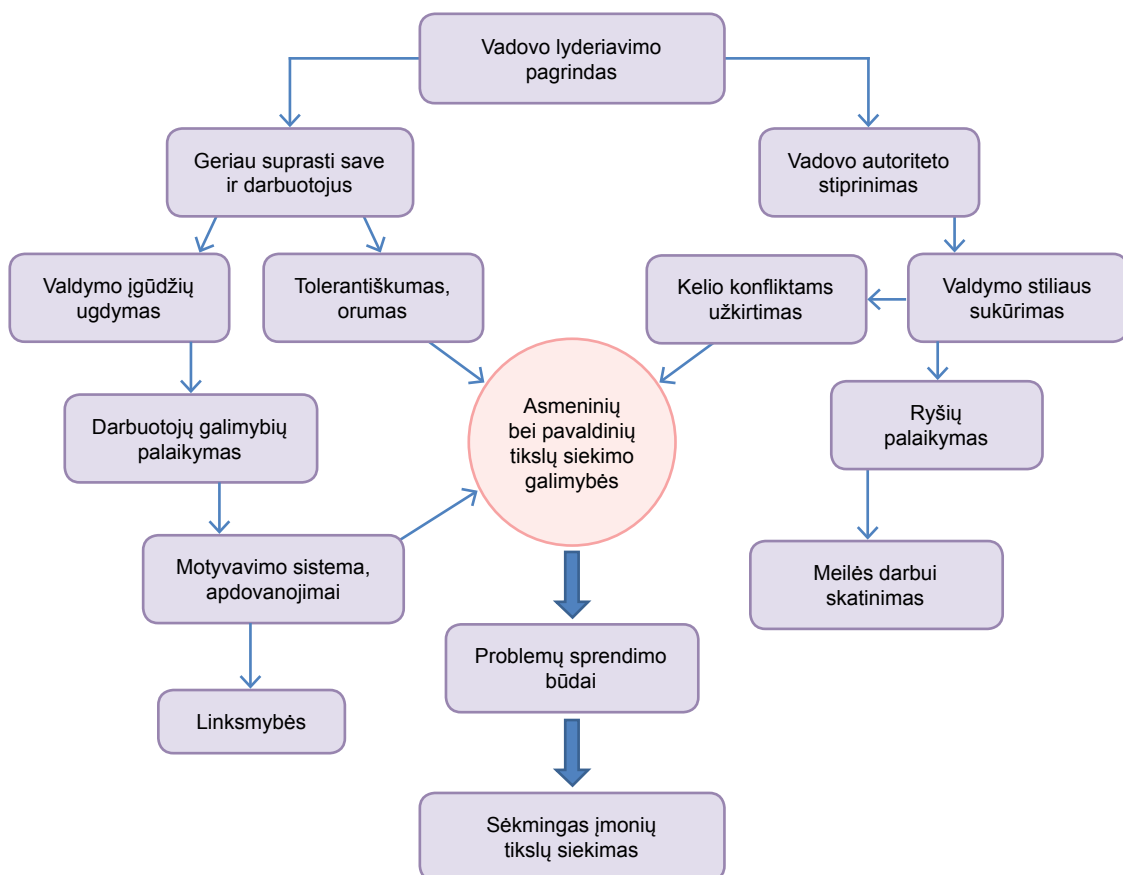 Vadovo lyderiavimo
pagrindas
Geriau suprasti save
ir darbuotojus
Vadovo autoriteto
stiprinimas
Valdymo įgūdžių
ugdymas
Tolerantiškumas,
orumas
Kelio konfliktams
užkirtimas
Valdymo stiliaus
sukūrimas
Darbuotojų galimybių
palaikymas
Asmeninių
bei pavaldinių
tikslų siekimo
galimybės
Ryšių
palaikymas
Motyvavimo sistema,
apdovanojimai
Meilės darbui
skatinimas
Problemų sprendimo
būdai
Linksmybės
Sėkmingas įmonių
tikslų siekimas